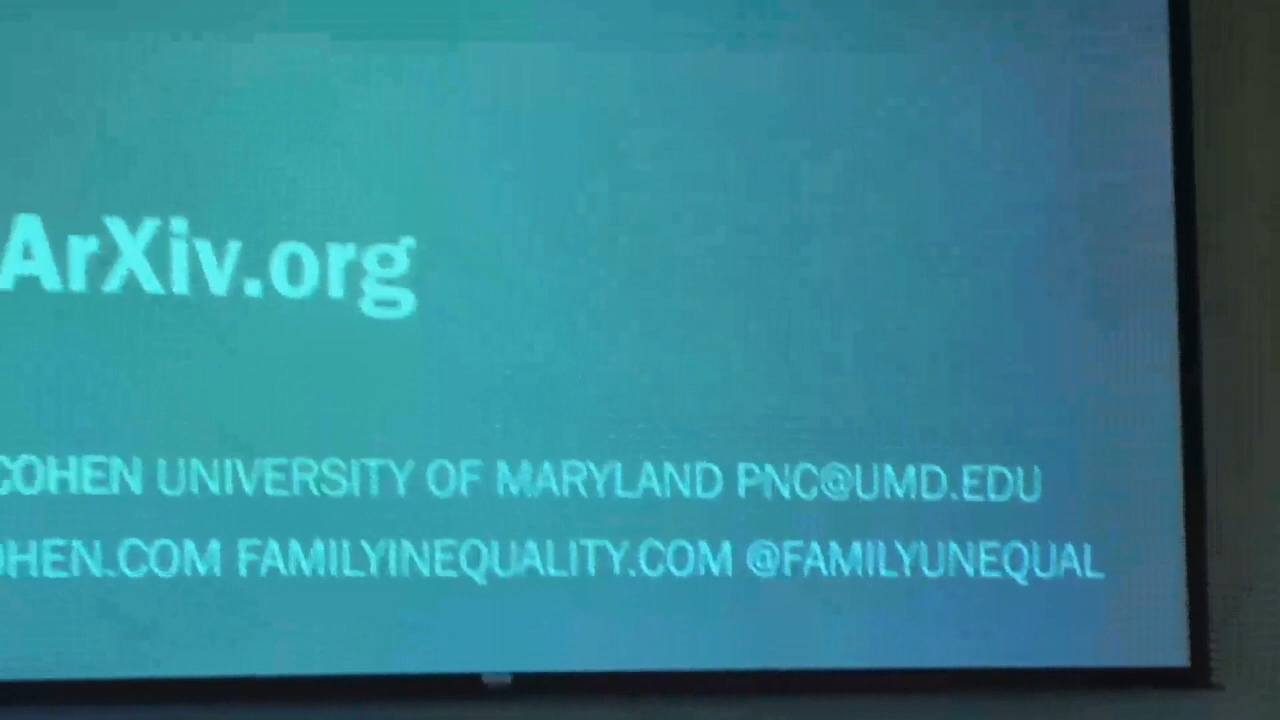 ArXiv.org
COHEN UNIVERSITY OF MARYLAND PNC@UMD.EDU
OHEN.COM FAMILYINEQUALITY.COM @FAMILYUNEQUAL